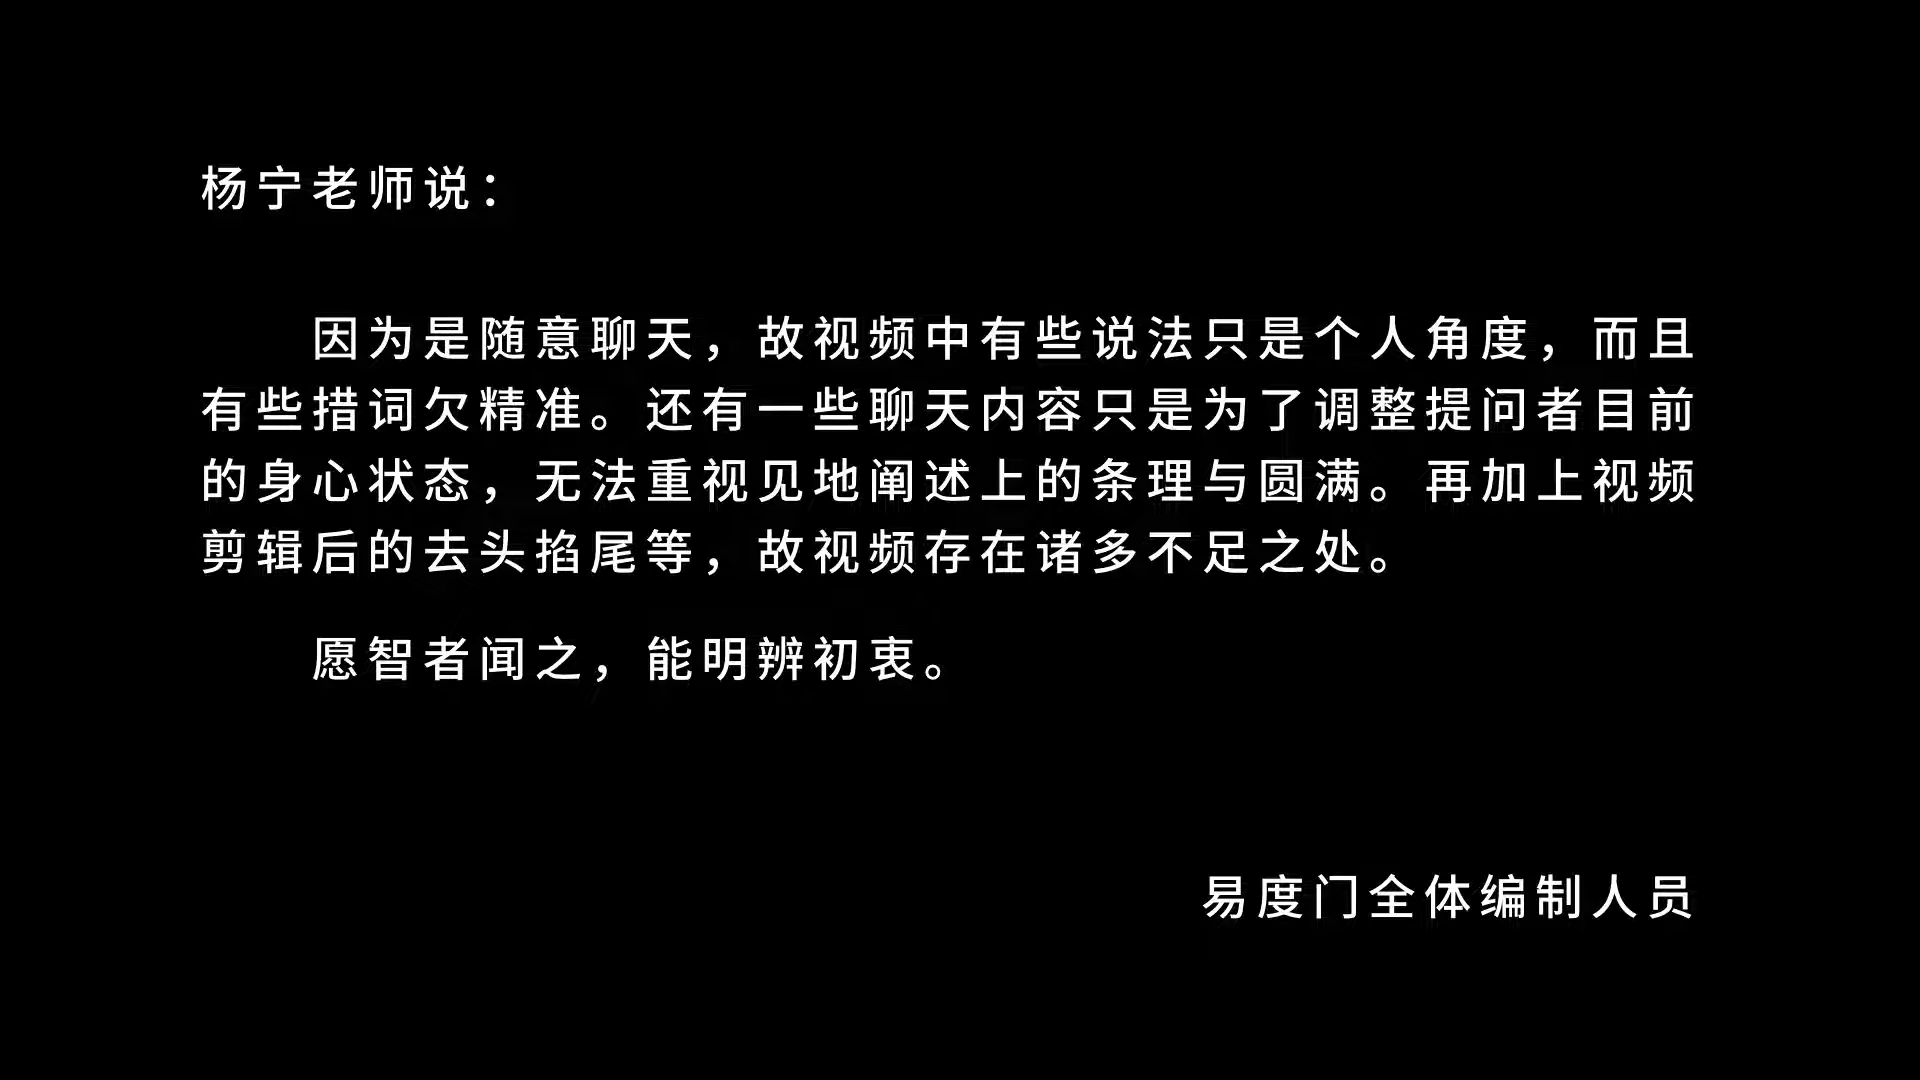 杨宁老师说：
因为是随意聊天，故视频中有些说法只是个人角度，而且
有些措词欠精准。还有一些聊天内容只是为了调整提问者目前
的身心状态，无法重视见地阐述上的条理与圆满。再加上视频
剪辑后的去头掐尾等，故视频存在诸多不足之处。
愿智者闻之，能明辨初衷。
易度门全体编制人员